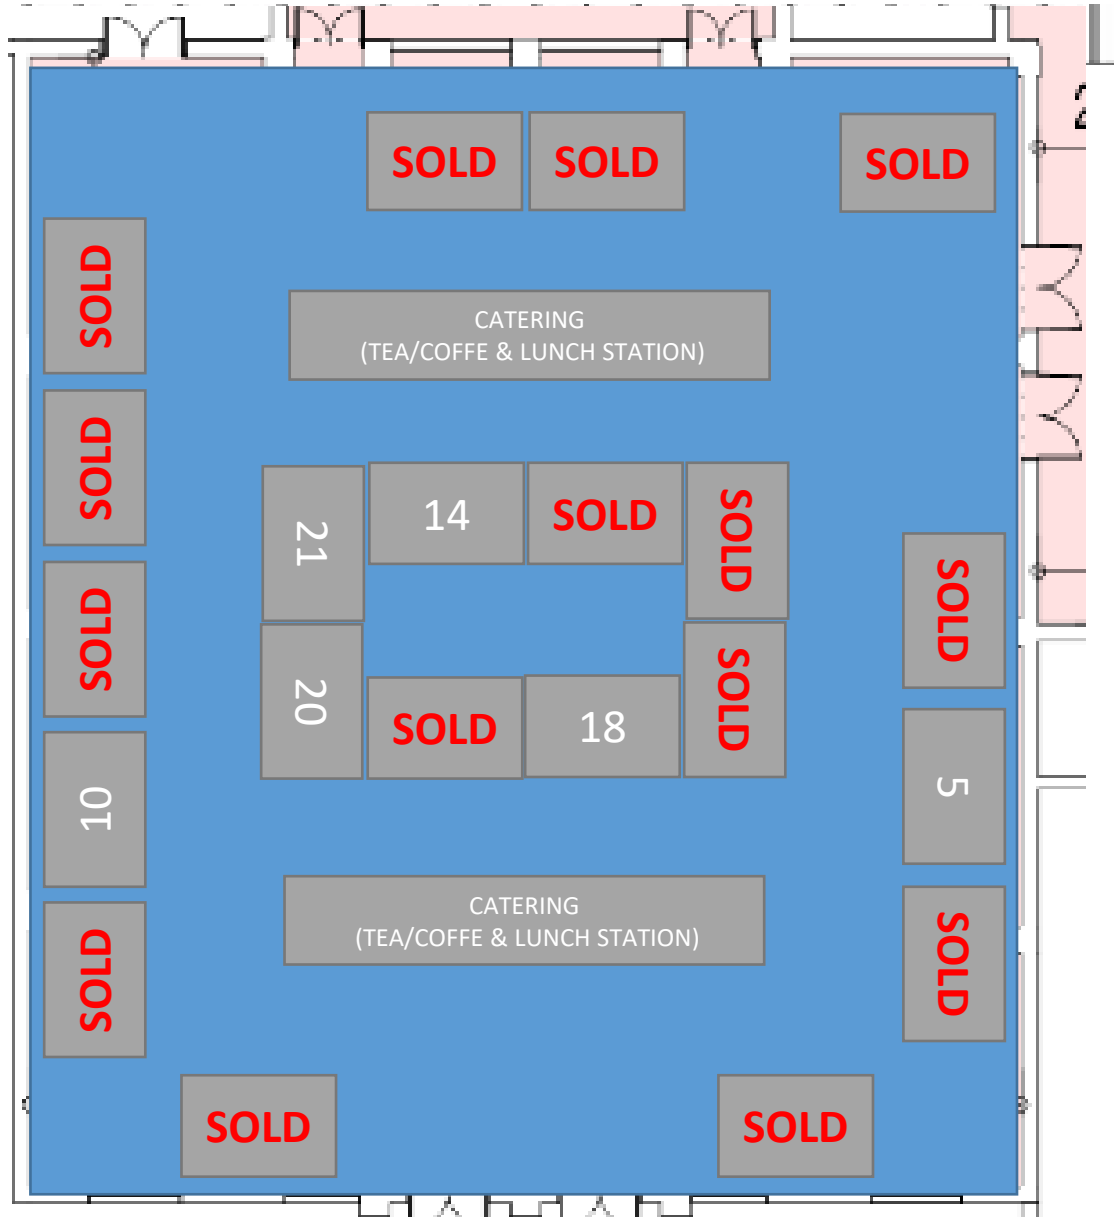 SOLD SOLD SOLD
SOLD
CATERING
(TEA/COFFE & LUNCH STATION)
SOLD
21
14
SOLD
SOLD
SOLD
SOLD
20
SOLD
18
SOLD
10
5
CATERING
(TEA/COFFE & LUNCH STATION)
SOLD
SOLD
SOLD
SOLD